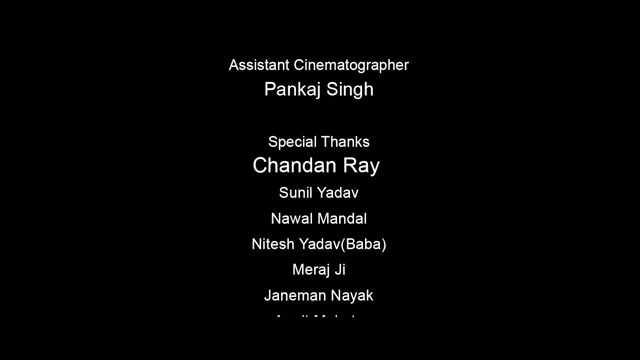 Assistant Cinematographer
Pankaj Singh
Special Thanks
Chandan Ray
Sunil Yadav
Nawal Mandal
Nitesh Yadav(Baba)
Meraj Ji
Janeman Nayak